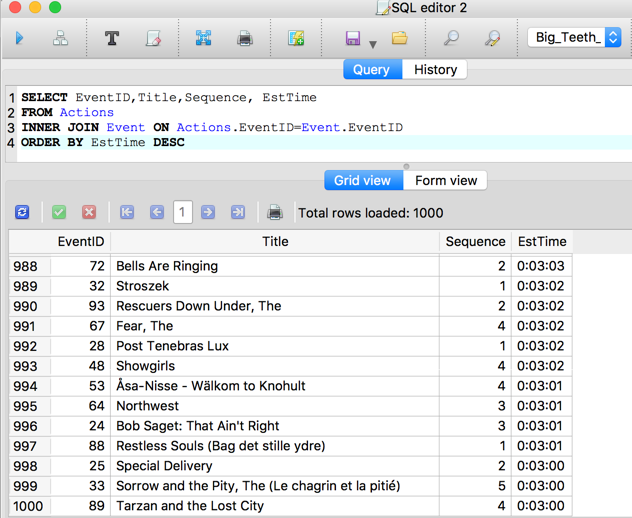 SQL editor 2
Big_Teeth_
Query History
1 SELECT EventID,Title,Sequence, EstTime
2 FROM Actions
3 INNER JOIN Event ON Actions.EventID=Event.EventID
4 ORDER BY EstTime DESC
Grid view Form view
1 Total rows loaded: 1000
EventID Title Sequence EstTime
988 72 Bells Are Ringing 2 0:03:03
989 32 Stroszek 1 0:03:02
990 93 Rescuers Down Under, The 2 0:03:02
991 67 Fear, The 4 0:03:02
992 28 Post Tenebras Lux 1 0:03:02
993 48 Showgirls 4 0:03:02
994 53 Åsa-Nisse - Wälkom to Knohult 4 0:03:01
995 64 Northwest 3 0:03:01
996 24 Bob Saget: That Ain't Right 3 0:03:01
997 88 Restless Souls (Bag det stille ydre) 1 0:03:01
998 25 Special Delivery 2 0:03:00
999 33 Sorrow and the Pity, The (Le chagrin et la pitié) 5 0:03:00
1000 89 Tarzan and the Lost City 4 0:03:00